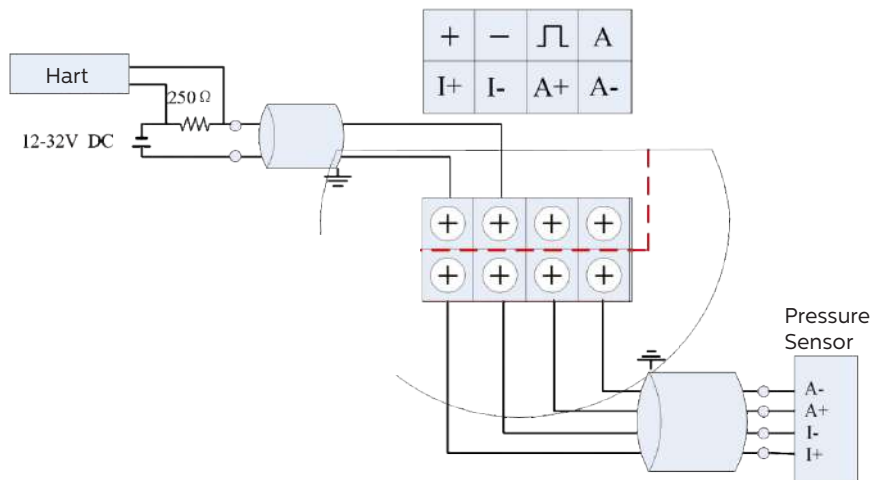 + − ⎍ A
I+ I- A+ A-
Hart
250 Ω
12-32V DC
+ + + +
+ + + +
Pressure
Sensor
A-
A+
I-
I+